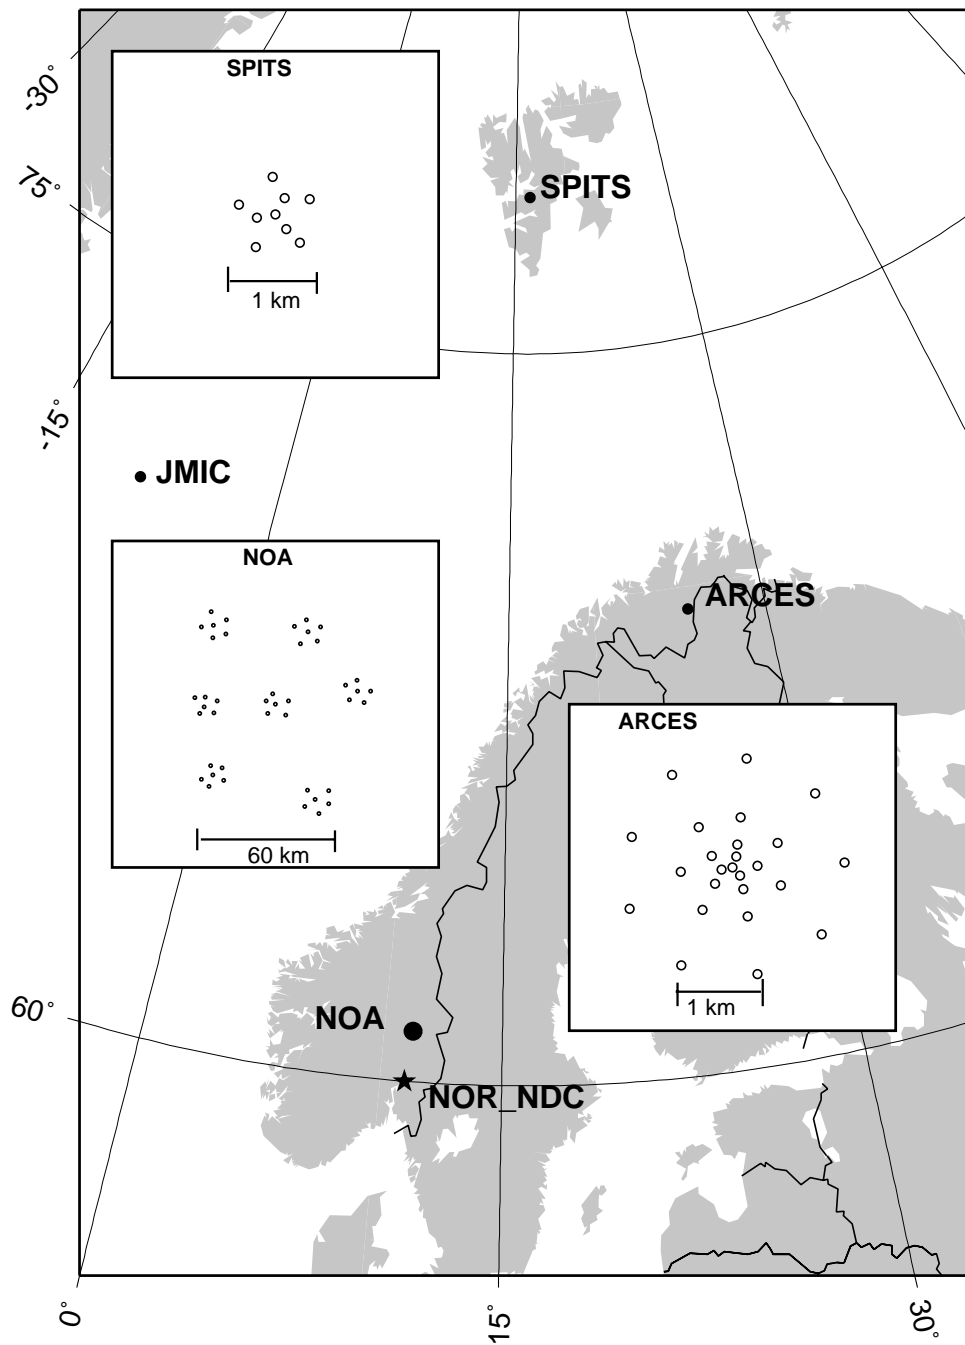 -30°
SPITS
75°
SPITS
1 km
-15°
JMIC
NOA
ARCES
ARCES
60 km
60°
NOA
1 km
NOR_NDC
0°
15°
30°